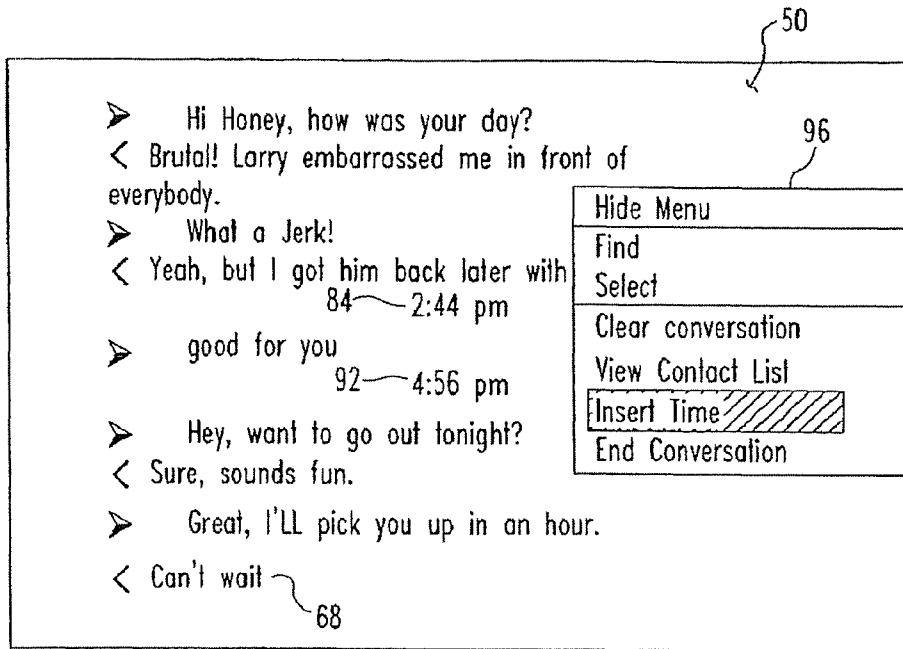 50
Hi Honey, how was your day?
< Brutal! Larry embarrassed me in front of
everybody.
What a Jerk!
< Yeah, but I got him back later with
84 2:44 pm
good for you
92 4:56 pm
Hey, want to go out tonight?
< Sure, sounds fun.
Great, I'LL pick you up in an hour.
< Can't wait
68
96
Hide Menu
Find
Select
Clear conversation
View Contact List
Insert Time
End Conversation